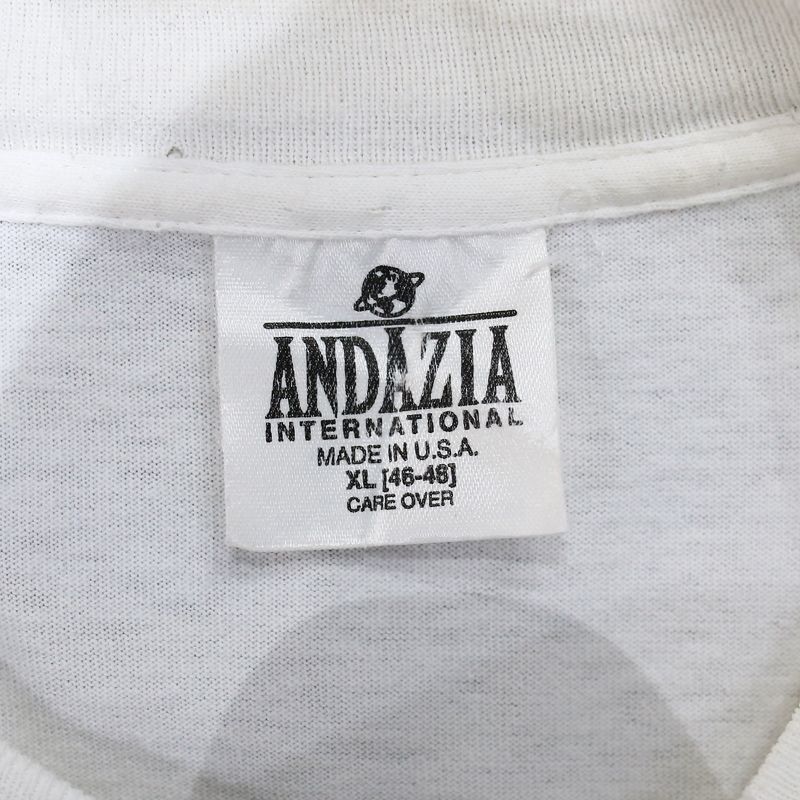 ANDAZIA
INTERNATIONAL
MADE IN U.S.A.
XL [46-48]
CARE OVER